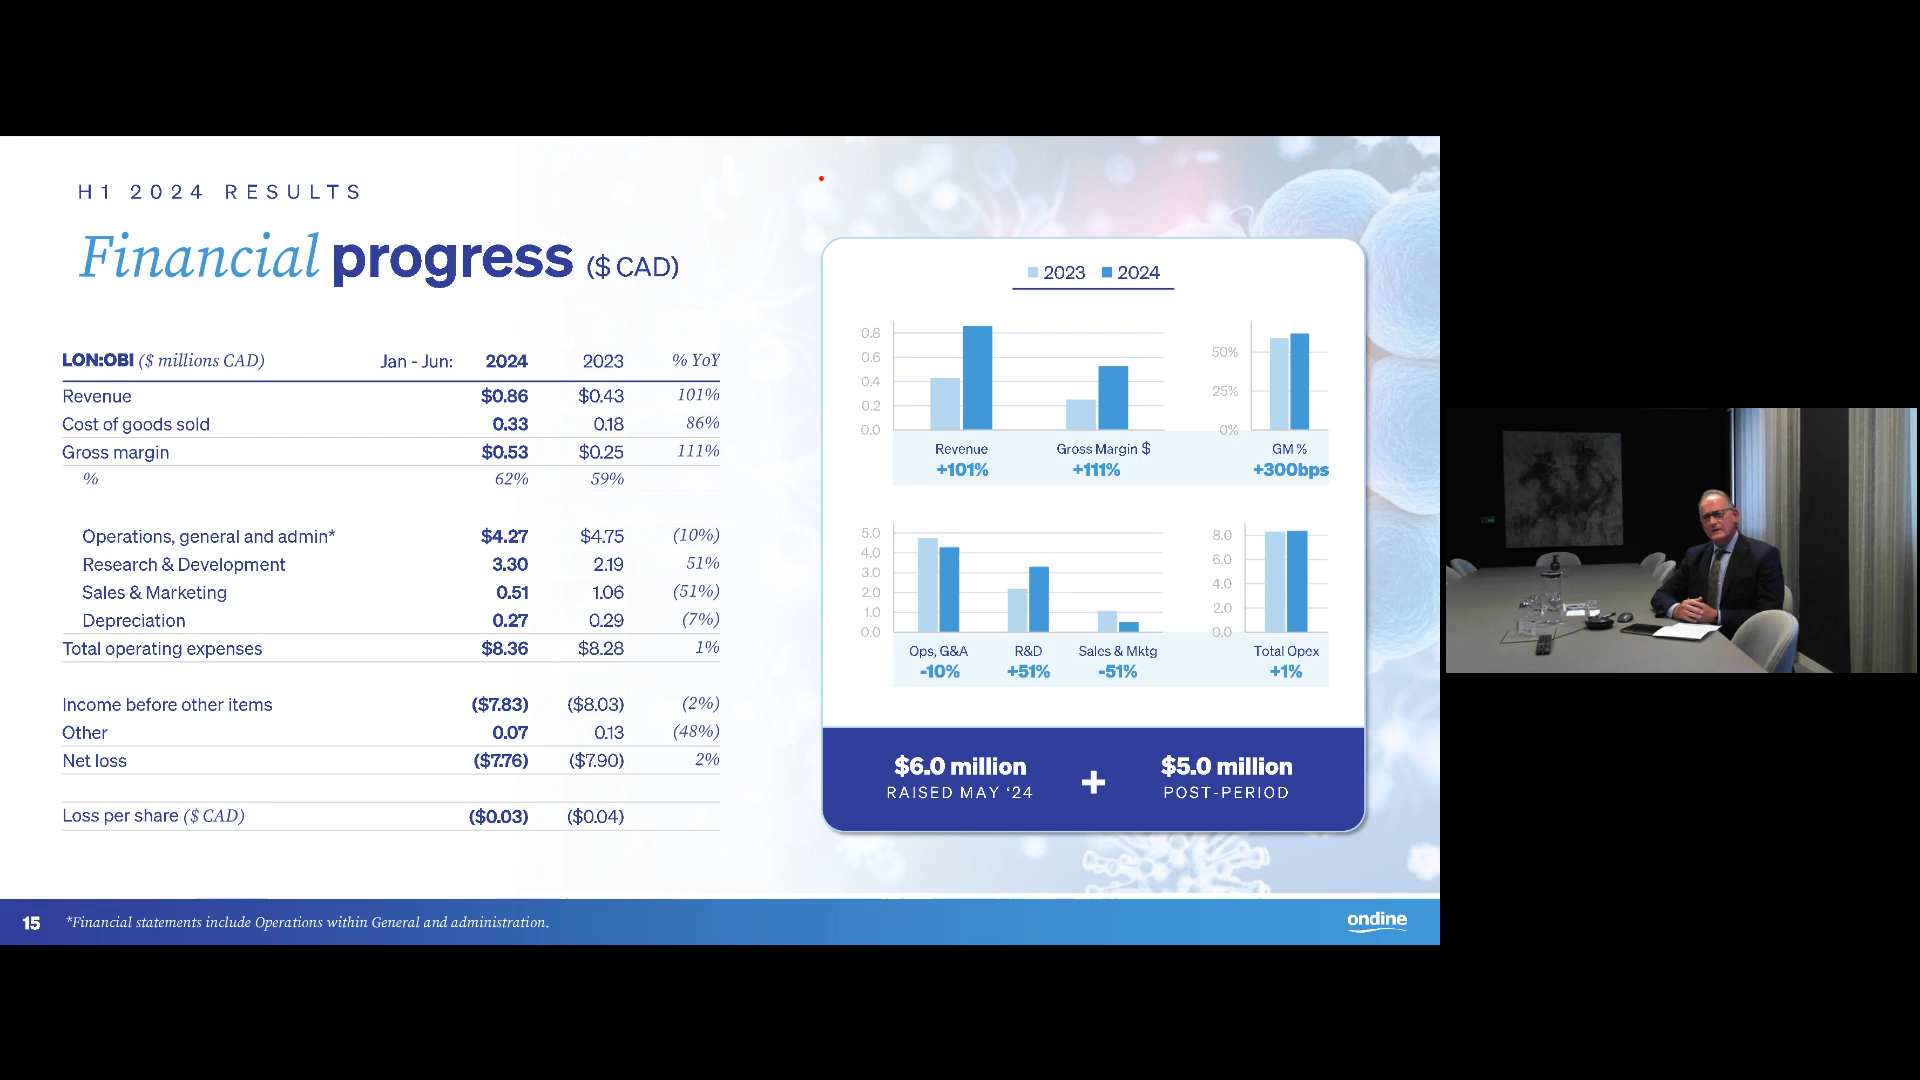 H1 2024 RESULTS
Financial progress ($ CAD)
LON:OBI ($ millions CAD) Jan - Jun: 2024 2023 % YoY
Revenue $0.86 $0.43 101%
Cost of goods sold 0.33 0.18 86%
Gross margin $0.53 $0.25 111%
% 62% 59%
Operations, general and admin* $4.27 $4.75 (10%)
Research & Development 3.30 2.19 51%
Sales & Marketing 0.51 1.06 (51%)
Depreciation 0.27 0.29 (7%)
Total operating expenses $8.36 $8.28 1%
Income before other items ($7.83) ($8.03) (2%)
Other 0.07 0.13 (48%)
Net loss ($7.76) ($7.90) 2%
Loss per share ($ CAD) ($0.03) ($0.04)
2023 2024
0.8
0.6
0.4
0.2
0.0
Revenue Gross Margin $
+101% +111%
50%
25%
0%
GM %
+300bps
5.0
4.0
3.0
2.0
1.0
0.0
Ops, G&A R&D Sales & Mktg
-10% +51% -51%
8.0
6.0
4.0
2.0
0.0
Total Opex
+1%
$6.0 million + $5.0 million
RAISED MAY ‘24 POST-PERIOD
15 *Financial statements include Operations within General and administration.
ondine